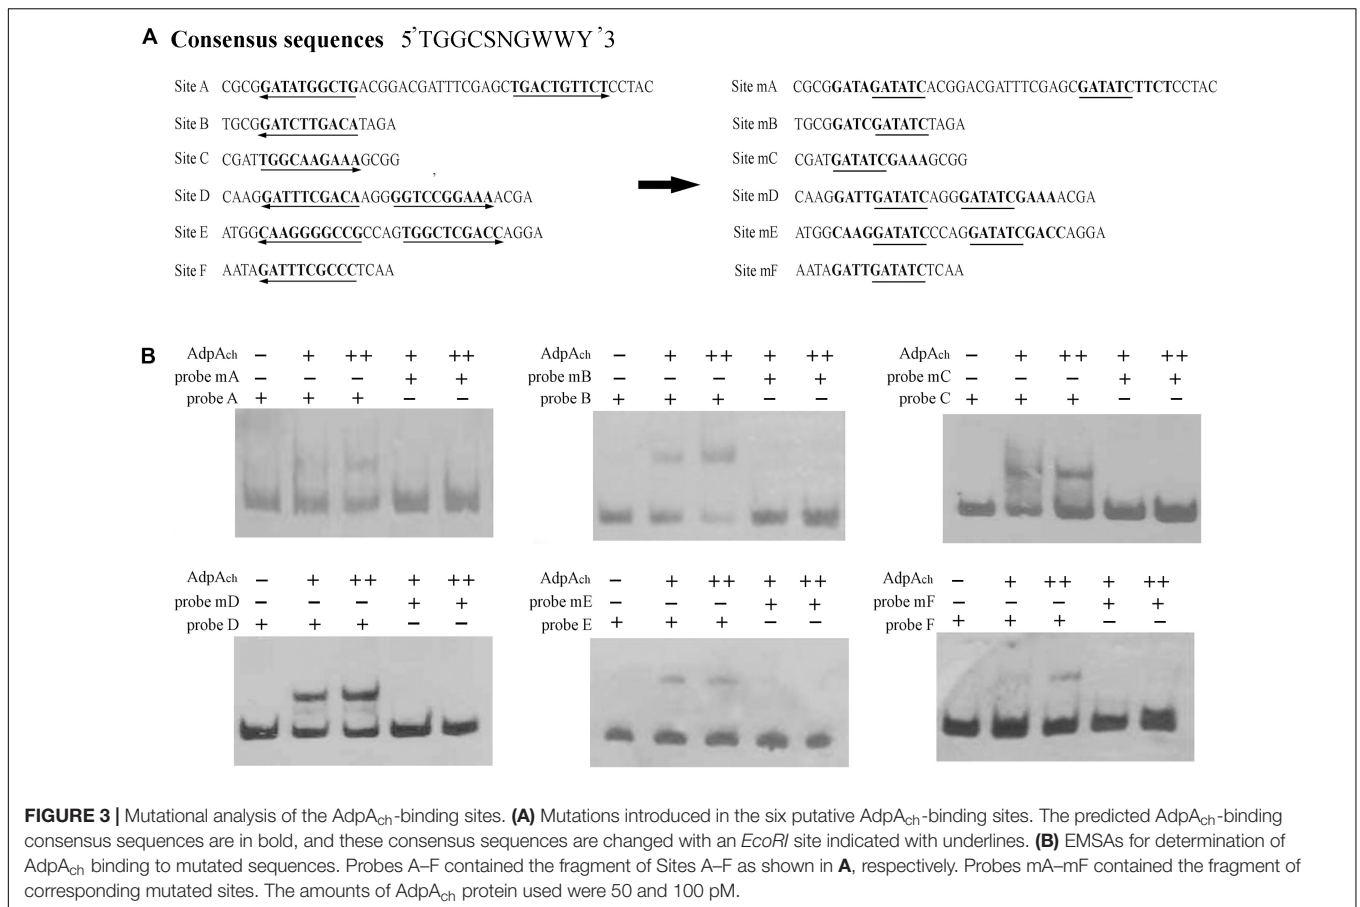 A Consensus sequences 5'TGGCSNGWWY'3
Site A CGCGGATATGGCTGACGGACGATTTCGAGCTGACTGTTCTCCTAC
Site B TGCGGATCTTGACATAGA
Site C CGATTGGCAAGAAAGCGG
Site D CAAGGATTTCGACAAGGGGTCCGGAAAACGA
Site E ATGGCAAGGGGCCGCCAGTGGCTCGACCAGGA
Site F AATAGATTTCGCCCTCAA
Site mA CGCGGATAGATATCACGGACGATTTCGAGCGATATCTTCTCCTAC
Site mB TGCGGATCGATATCTAGA
Site mC CGATGATATCGAAAGCGG
Site mD CAAGGATTGATATCAGGGATATCGAAAACGA
Site mE ATGGCAAGGATATCCCAGGATATCGACCAGGA
Site mF AATAGATTGATATCTCAA
B
AdpAch − + ++ + ++
probe mA − − − + +
probe A + + + − −
AdpAch − + ++ + ++
probe mB − − − + +
probe B + + + − −
AdpAch − + ++ + ++
probe mC − − − + +
probe C + + + − −
AdpAch − + ++ + ++
probe mD − − − + +
probe D + + + − −
AdpAch − + ++ + ++
probe mE − − − + +
probe E + + + − −
AdpAch − + ++ + ++
probe mF − − − + +
probe F + + + − −
FIGURE 3 | Mutational analysis of the AdpAch-binding sites. (A) Mutations introduced in the six putative AdpAch-binding sites. The predicted AdpAch-binding
consensus sequences are in bold, and these consensus sequences are changed with an EcoRI site indicated with underlines. (B) EMSAs for determination of
AdpAch binding to mutated sequences. Probes A–F contained the fragment of Sites A–F as shown in A, respectively. Probes mA–mF contained the fragment of
corresponding mutated sites. The amounts of AdpAch protein used were 50 and 100 pM.